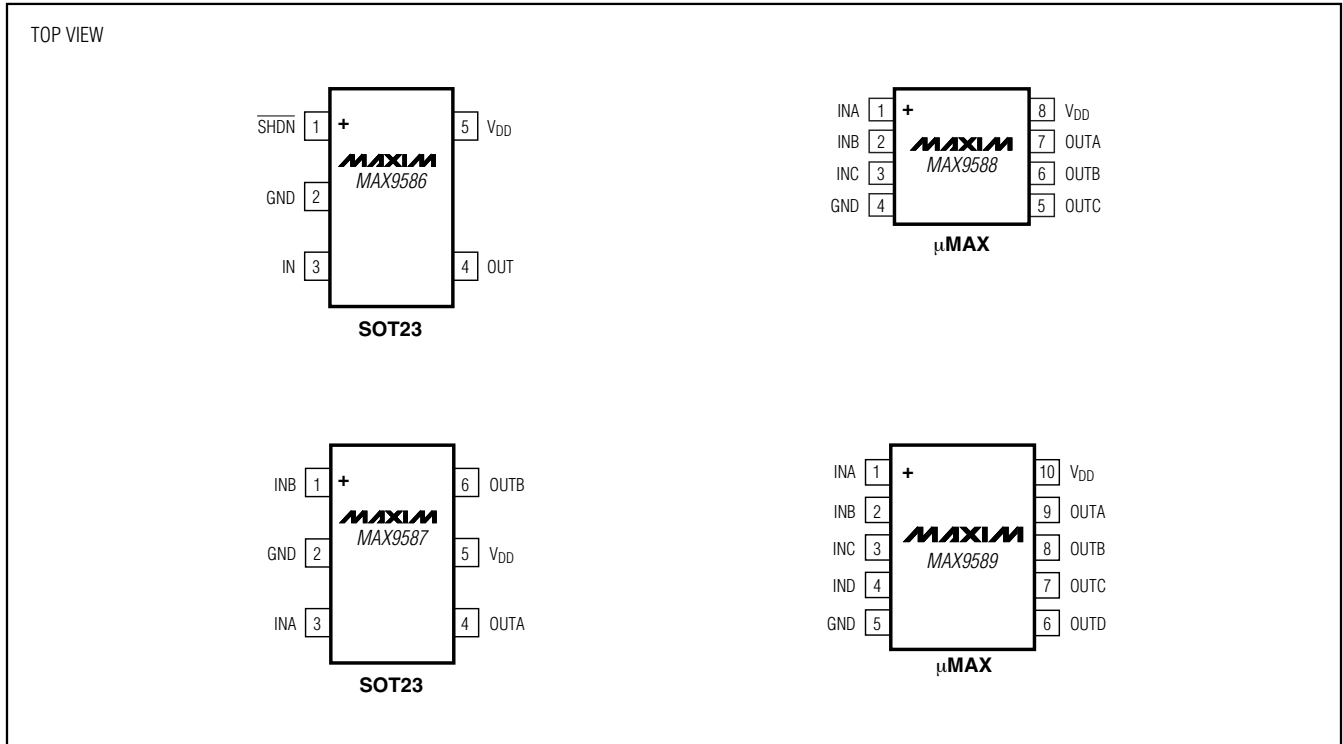 TOP VIEW
SHDN 1 + 5 VDD
MAXIM
MAX9586
GND 2
IN 3 4 OUT
SOT23
INA 1 + 8 VDD
INB 2 MAXIM 7 OUTA
INC 3 MAX9588 6 OUTB
GND 4 5 OUTC
μMAX
INB 1 + 6 OUTB
MAXIM
MAX9587
GND 2 5 VDD
INA 3 4 OUTA
SOT23
INA 1 + 10 VDD
INB 2 9 OUTA
MAXIM
INC 3 8 OUTB
MAX9589
IND 4 7 OUTC
GND 5 6 OUTD
μMAX